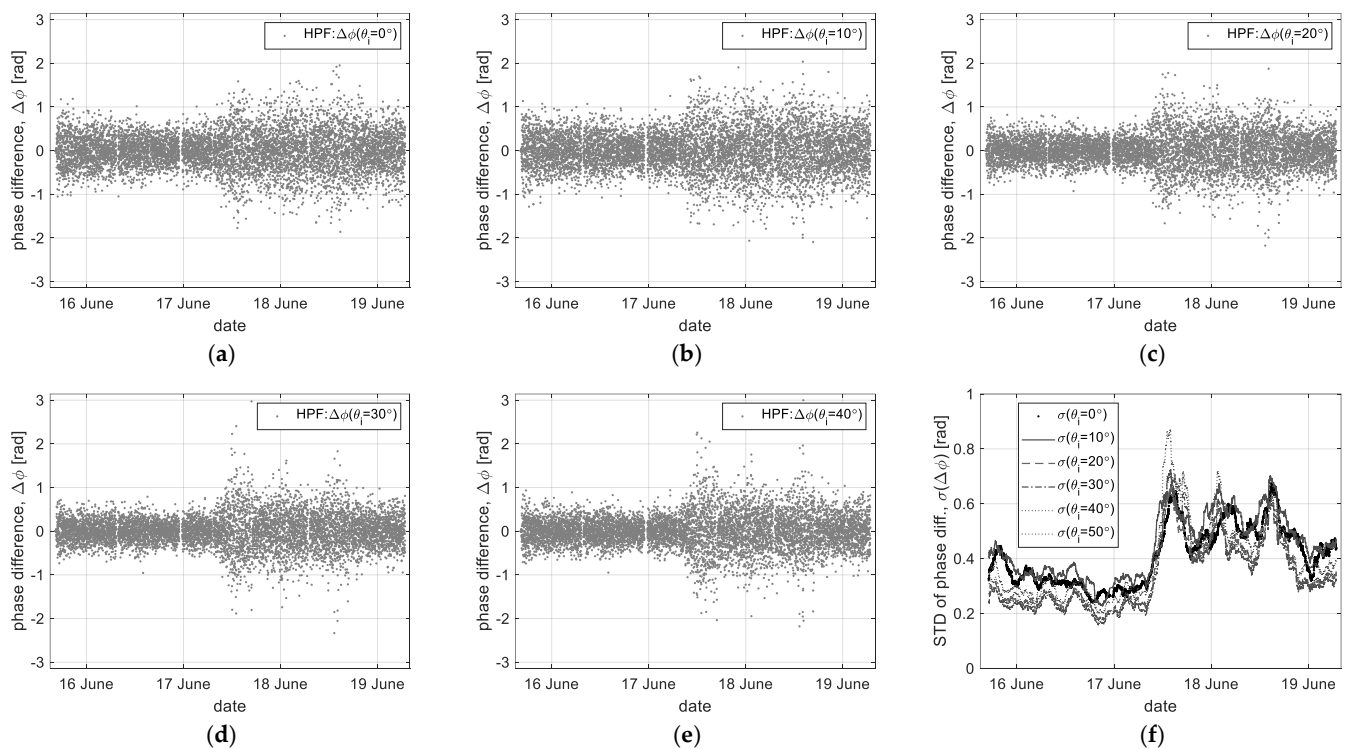 HPF:Δϕ(θi=0°)
3
2
1
0
-1
-2
-3
phase difference, Δϕ [rad]
16 June 17 June 18 June 19 June
date
(a)
HPF:Δϕ(θi=10°)
3
2
1
0
-1
-2
-3
phase difference, Δϕ [rad]
16 June 17 June 18 June 19 June
date
(b)
HPF:Δϕ(θi=20°)
3
2
1
0
-1
-2
-3
phase difference, Δϕ [rad]
16 June 17 June 18 June 19 June
date
(c)
HPF:Δϕ(θi=30°)
3
2
1
0
-1
-2
-3
phase difference, Δϕ [rad]
16 June 17 June 18 June 19 June
date
(d)
HPF:Δϕ(θi=40°)
3
2
1
0
-1
-2
-3
phase difference, Δϕ [rad]
16 June 17 June 18 June 19 June
date
(e)
σ(θi=0°)
σ(θi=10°)
σ(θi=20°)
σ(θi=30°)
σ(θi=40°)
σ(θi=50°)
1
0.8
0.6
0.4
0.2
0
STD of phase diff., σ(Δϕ) [rad]
16 June 17 June 18 June 19 June
date
(f)